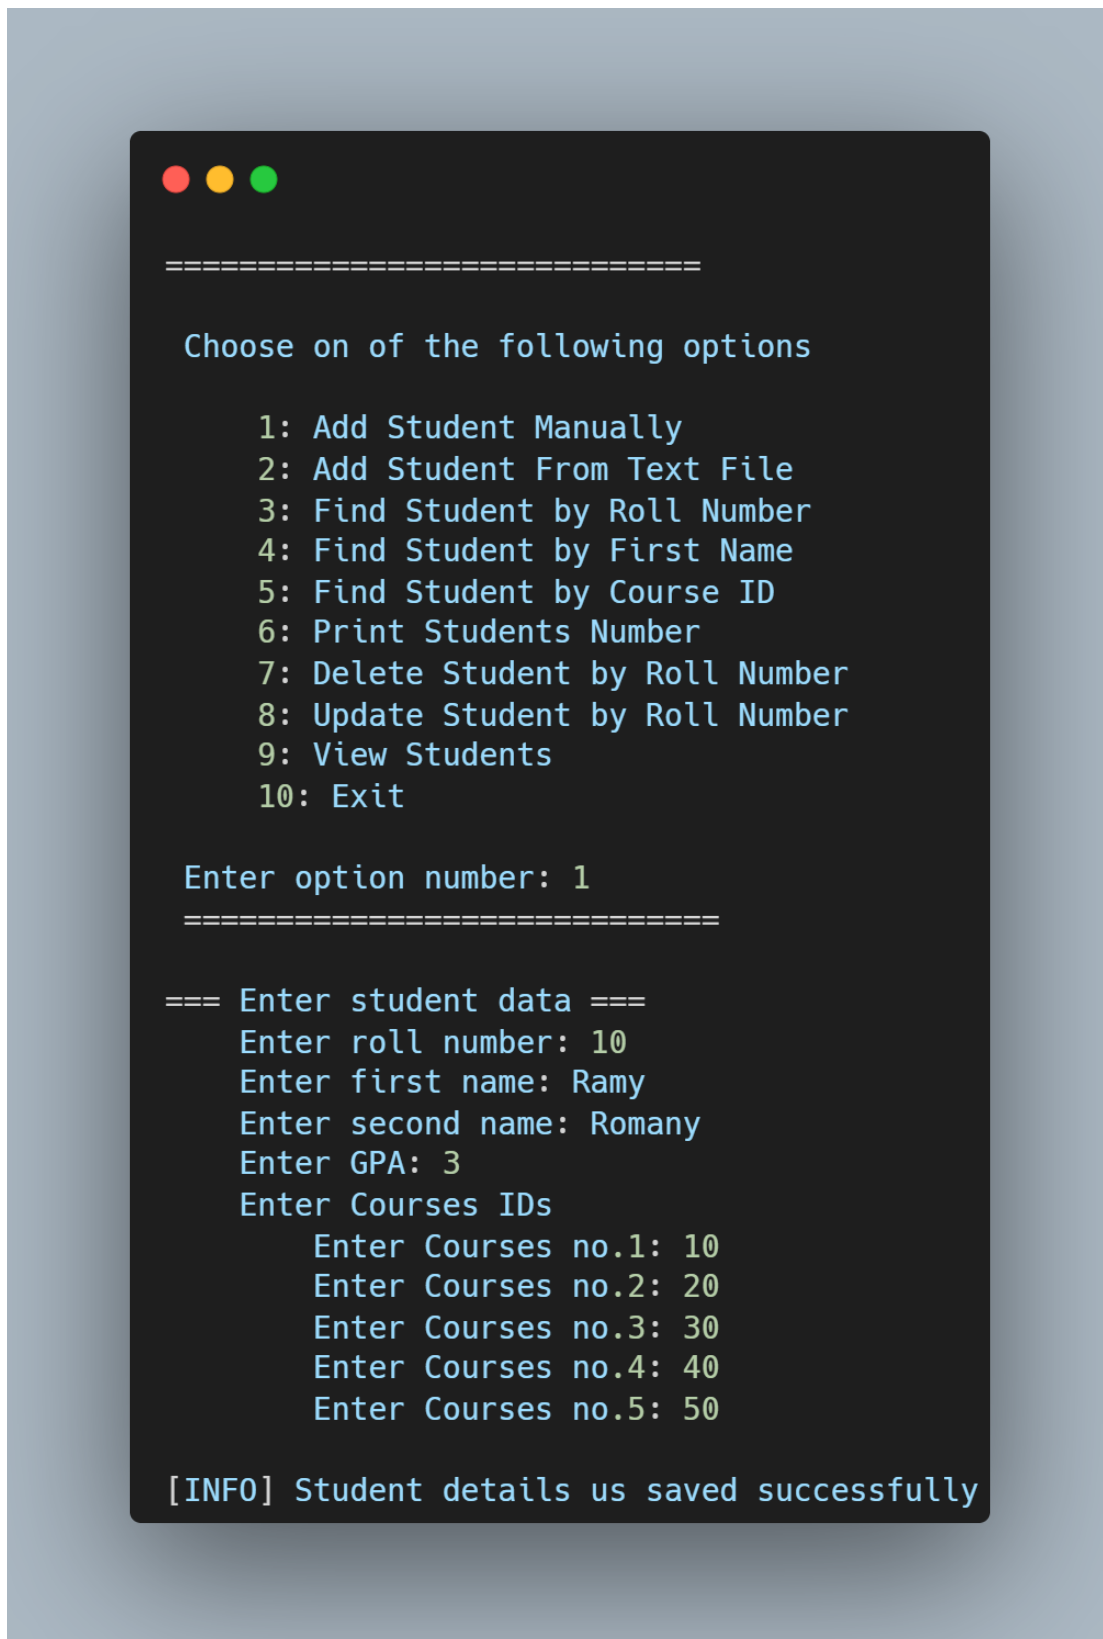 =============================
Choose on of the following options
1: Add Student Manually
2: Add Student From Text File
3: Find Student by Roll Number
4: Find Student by First Name
5: Find Student by Course ID
6: Print Students Number
7: Delete Student by Roll Number
8: Update Student by Roll Number
9: View Students
10: Exit
Enter option number: 1
=============================
=== Enter student data ===
Enter roll number: 10
Enter first name: Ramy
Enter second name: Romany
Enter GPA: 3
Enter Courses IDs
Enter Courses no.1: 10
Enter Courses no.2: 20
Enter Courses no.3: 30
Enter Courses no.4: 40
Enter Courses no.5: 50
[INFO] Student details us saved successfully